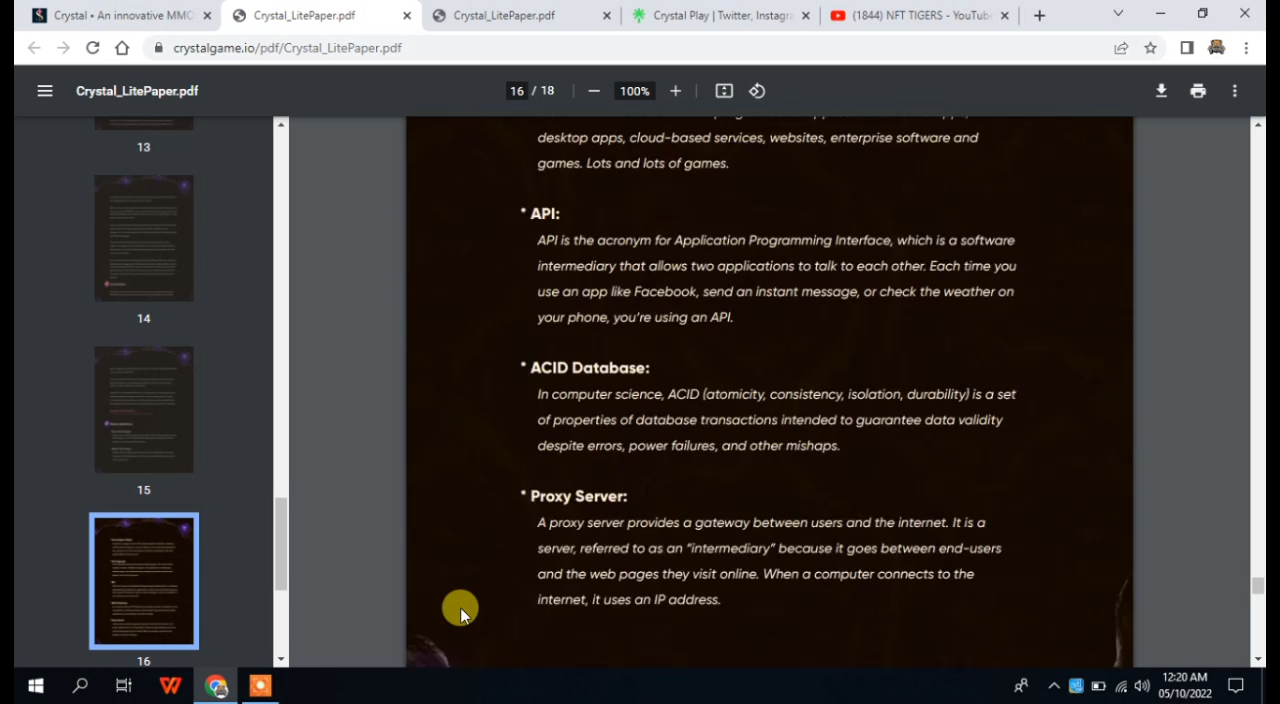 Crystal • An innovative MMO
Crystal_LitePaper.pdf
Crystal_LitePaper.pdf
Crystal Play | Twitter, Instagra
(1844) NFT TIGERS - YouTub
crystalgame.io/pdf/Crystal_LitePaper.pdf
Crystal_LitePaper.pdf
16 / 18
100%
13
14
15
16
desktop apps, cloud-based services, websites, enterprise software and
games. Lots and lots of games.
* API:
API is the acronym for Application Programming Interface, which is a software
intermediary that allows two applications to talk to each other. Each time you
use an app like Facebook, send an instant message, or check the weather on
your phone, you're using an API.
* ACID Database:
In computer science, ACID (atomicity, consistency, isolation, durability) is a set
of properties of database transactions intended to guarantee data validity
despite errors, power failures, and other mishaps.
* Proxy Server:
A proxy server provides a gateway between users and the internet. It is a
server, referred to as an “intermediary” because it goes between end-users
and the web pages they visit online. When a computer connects to the
internet, it uses an IP address.
12:20 AM
05/10/2022